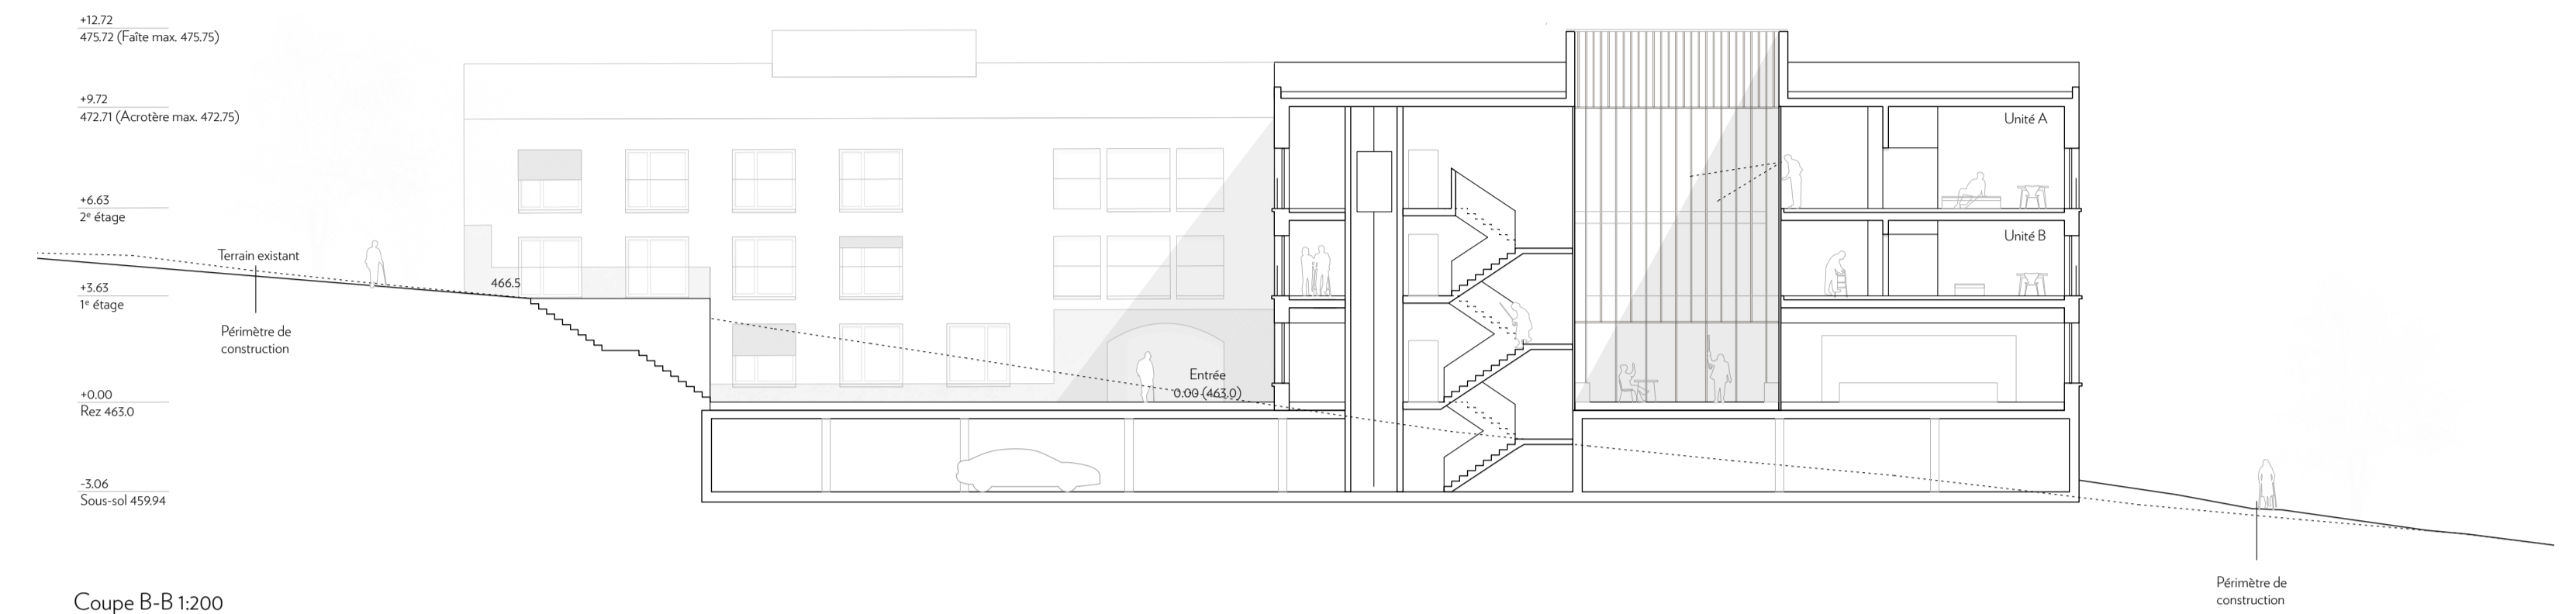 +12.72
475.72 (Faîte max. 475.75)
+9.72
472.71 (Acrotère max. 472.75)
Unité A
+6.63
2e étage
Unité B
Terrain existant
466.5
+3.63
1e étage
Périmètre de
construction
Entrée
0.00 (463.0)
+0.00
Rez 463.0
-3.06
Sous-sol 459.94
Périmètre de
construction
Coupe B-B 1:200